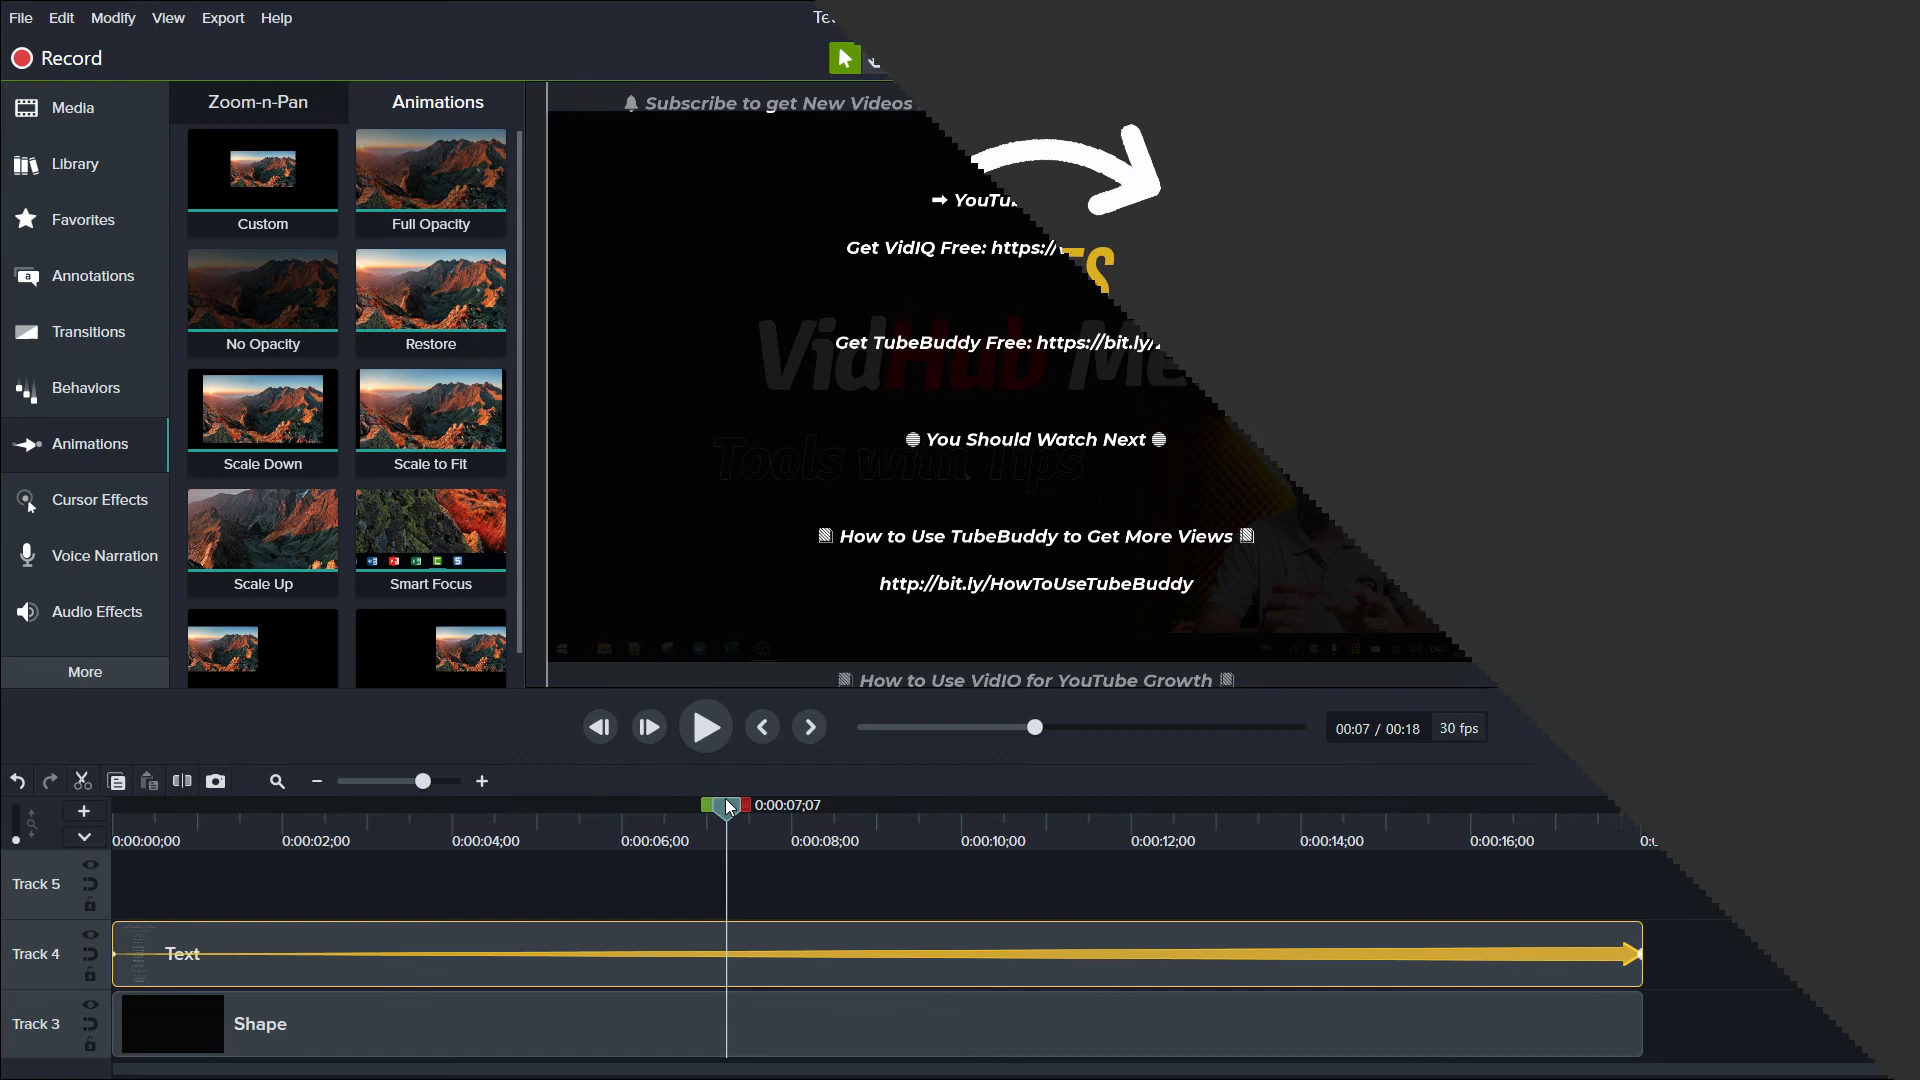 File Edit Modify View Export Help
Record
Zoom-n-Pan Animations
Media
Library
Favorites
Annotations
Transitions
Behaviors
Animations
Cursor Effects
Voice Narration
Audio Effects
More
Custom Full Opacity
No Opacity Restore
Scale Down Scale to Fit
Scale Up Smart Focus
Subscribe to get New Videos
Get VidIQ Free: https://
VidHub
Get TubeBuddy Free: https://bit.ly/
You Should Watch Next
Tools with Tips
How to Use TubeBuddy to Get More Views
http://bit.ly/HowToUseTubeBuddy
How to Use VidIQ for YouTube Growth
00:07 / 00:18 30 fps
0:00:07;07
0:00:00;00 0:00:02;00 0:00:04;00 0:00:06;00 0:00:08;00 0:00:10;00 0:00:12;00 0:00:14;00 0:00:16;00
Track 5
Track 4 Text
Track 3 Shape